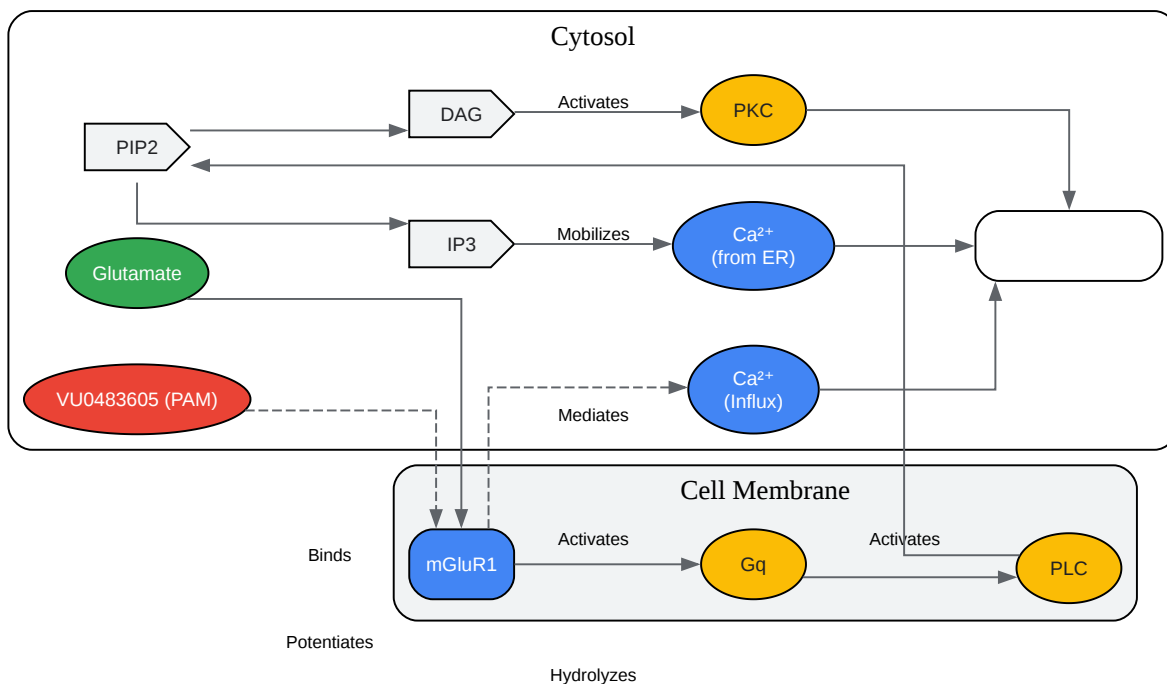 Cytosol
DAG
Activates
PKC
PIP2
IP3
Mobilizes
Ca²⁺
(from ER)
Glutamate
VU0483605 (PAM)
Ca²⁺
(Influx)
Mediates
Cell Membrane
Binds
mGluR1
Activates
Gq
Activates
PLC
Potentiates
Hydrolyzes